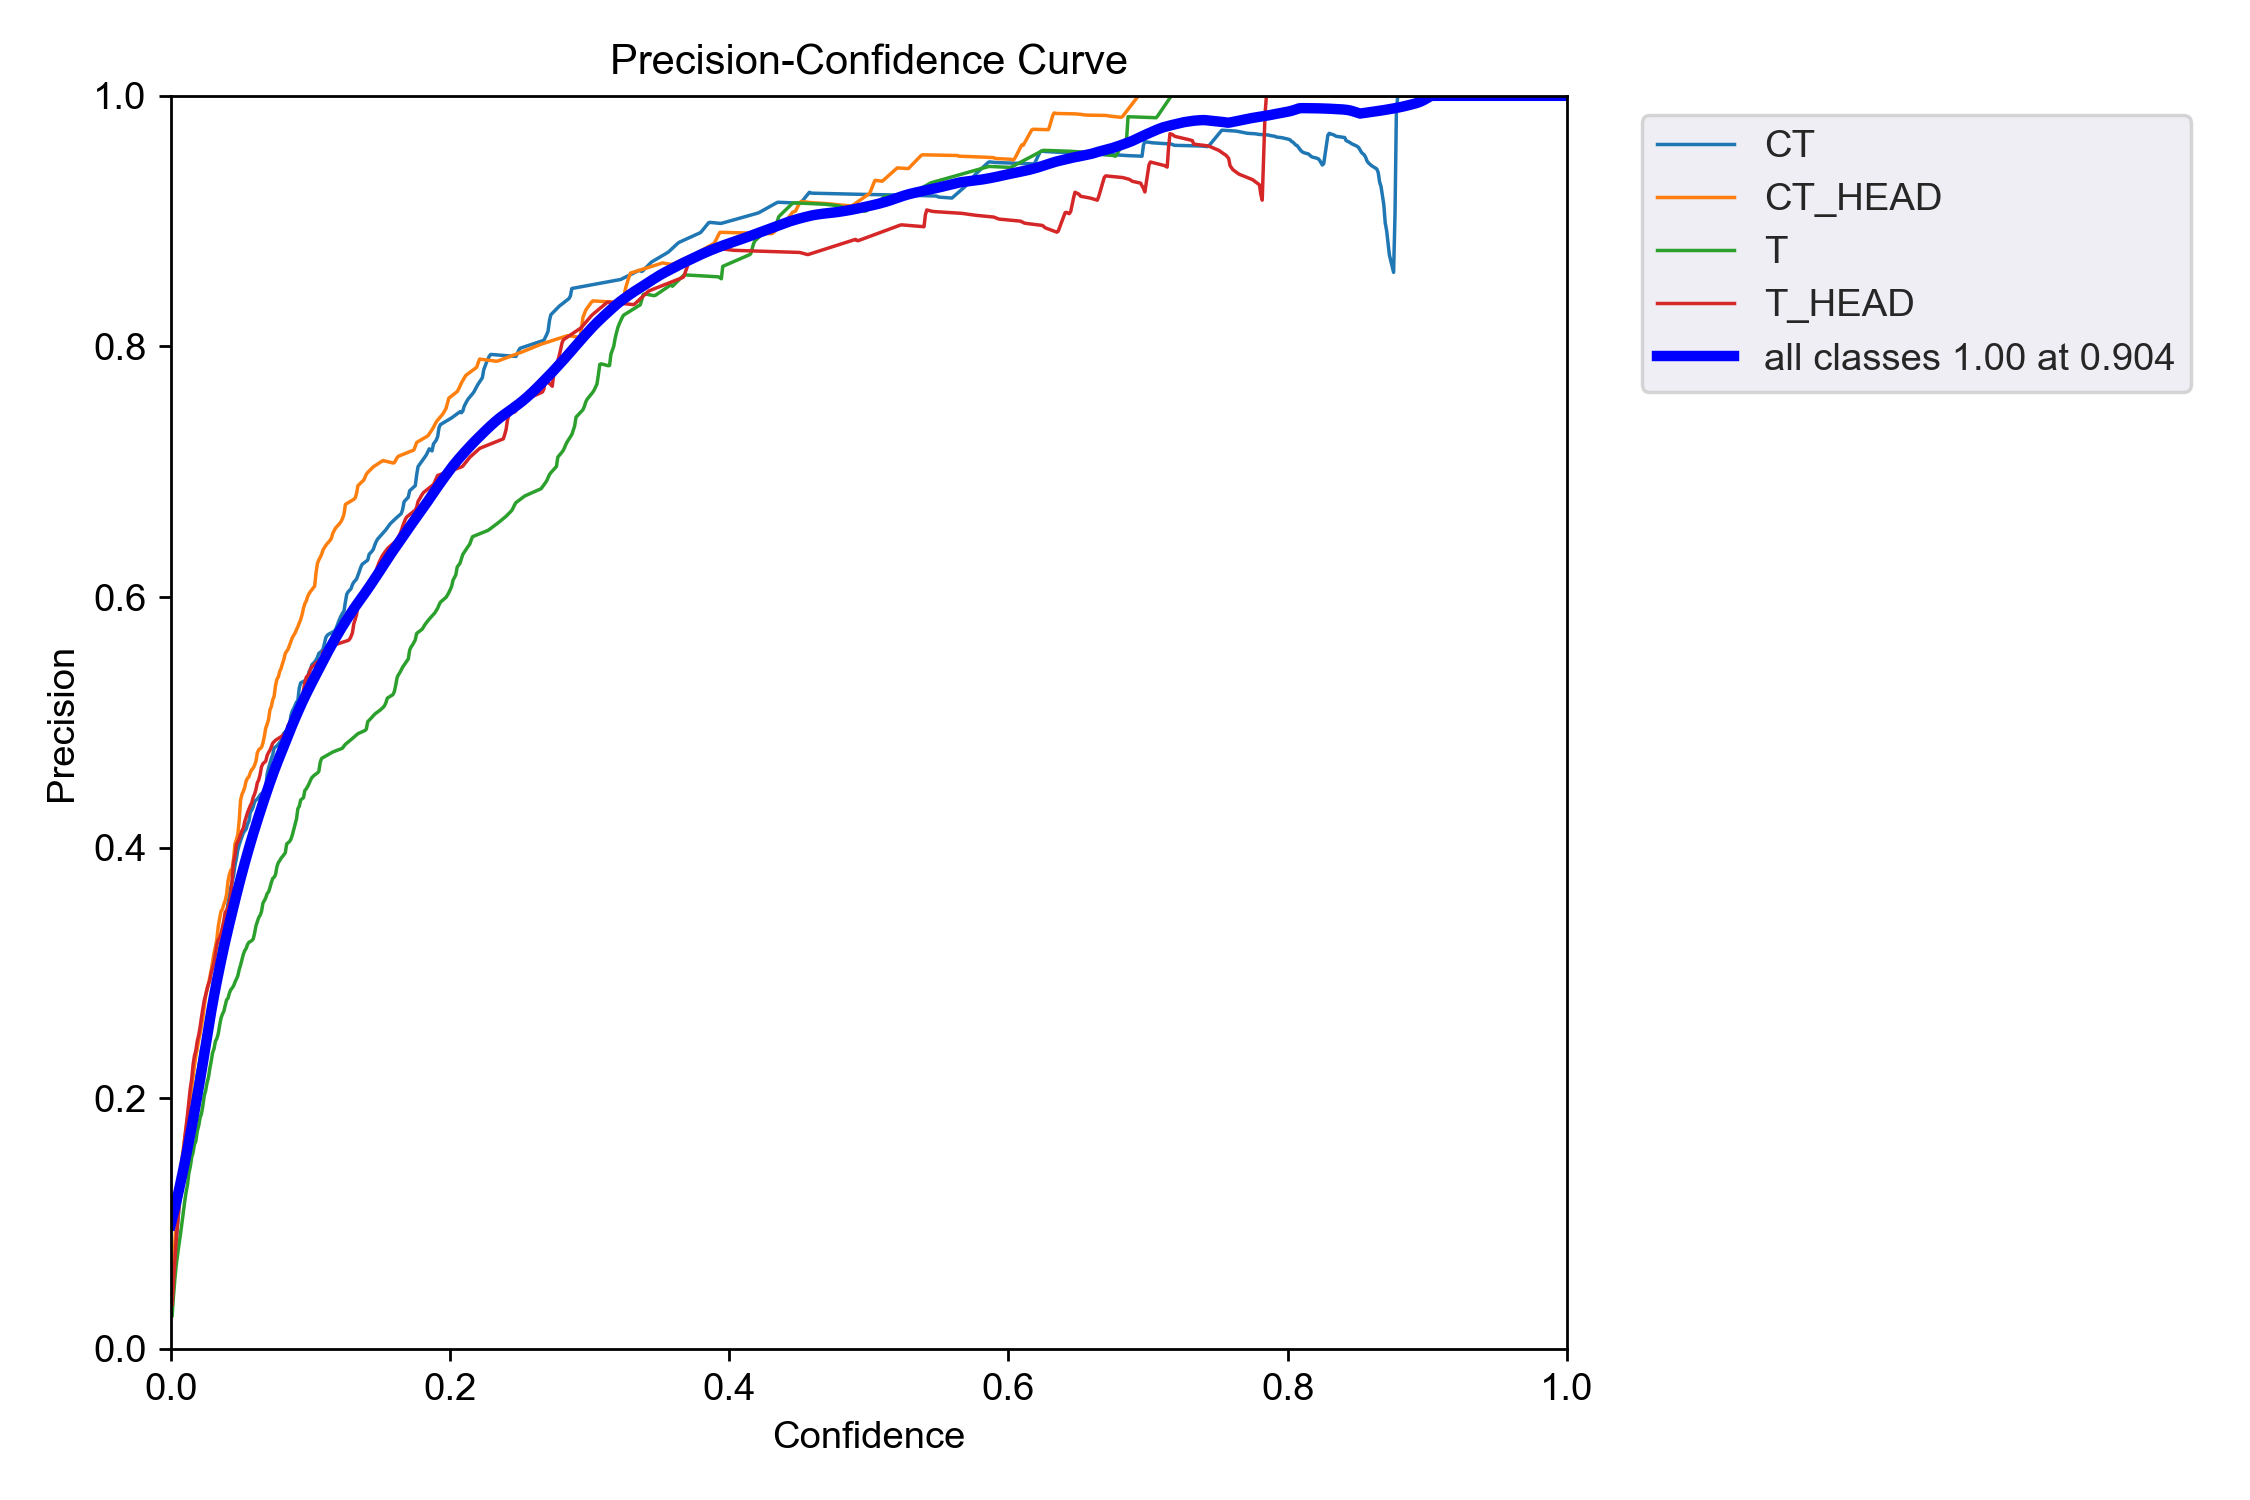 Precision-Confidence Curve
1.0
0.8
0.6
0.4
0.2
0.0
Precision
0.0 0.2 0.4 0.6 0.8 1.0
Confidence
CT
CT_HEAD
T
T_HEAD
all classes 1.00 at 0.904